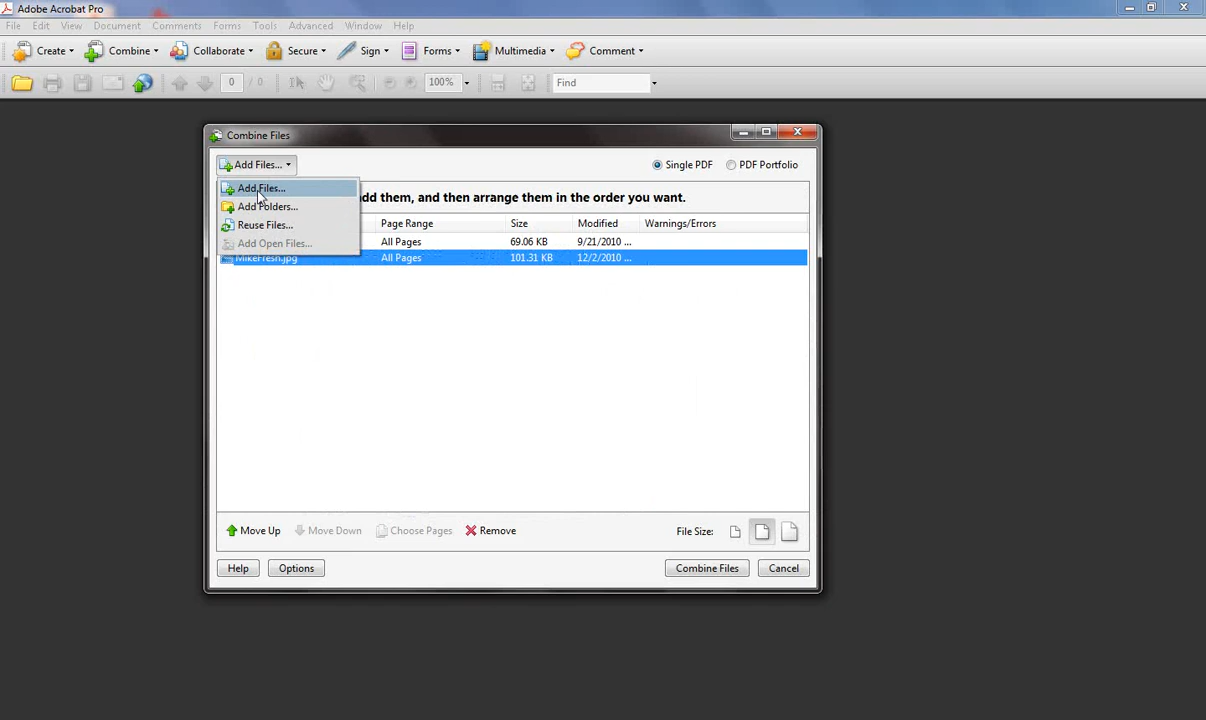 Adobe Acrobat Pro
File Edit View Document Comments Forms Tools Advanced Window Help
Create Combine Collaborate Secure Sign Forms Multimedia Comment
0 / 0 100% Find
Combine Files
Add Files... Single PDF PDF Portfolio
Add Files... dd them, and then arrange them in the order you want.
Add Folders...
Page Range Size Modified Warnings/Errors
Reuse Files...
Add Open Files... All Pages 69.06 KB 9/21/2010 ...
MikeFresh.jpg All Pages 101.31 KB 12/2/2010 ...
Move Up Move Down Choose Pages Remove File Size:
Help Options Combine Files Cancel